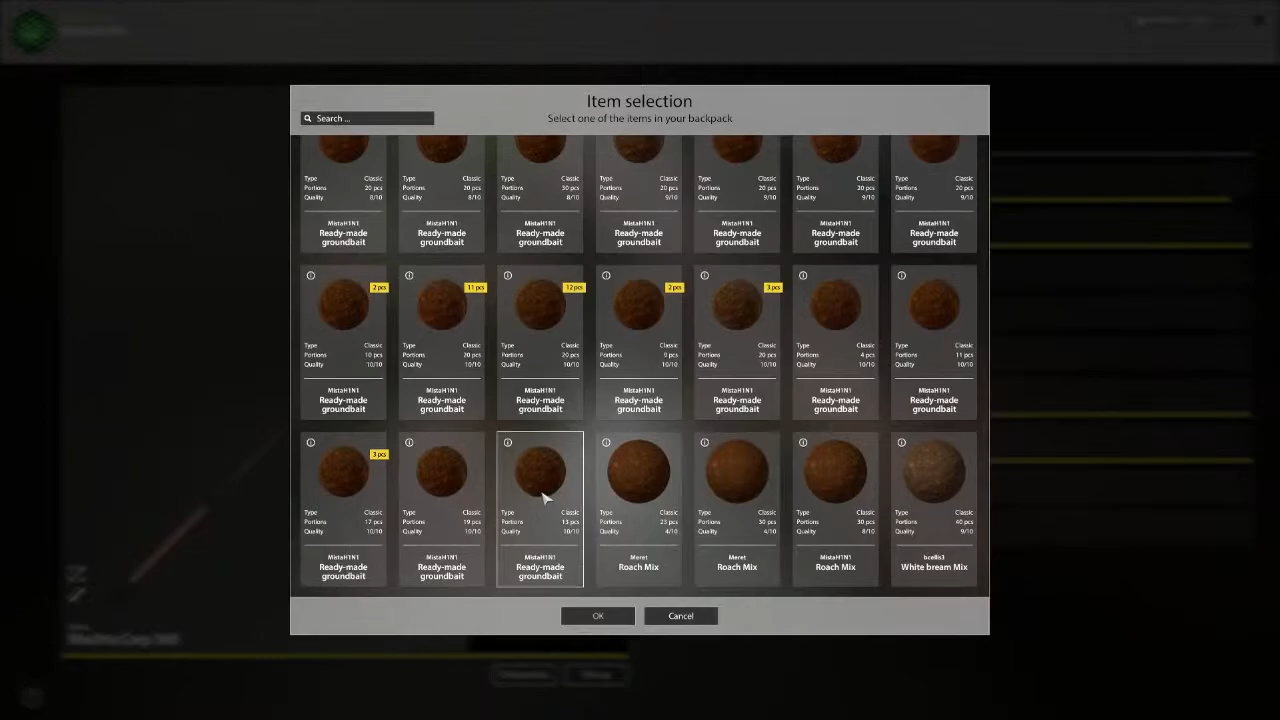 Item selection
Search ...
Select one of the items in your backpack
Type Classic
Portions 20 pcs
Quality 8/10
MistaH1N1
Ready-made
groundbait
Type Classic
Portions 20 pcs
Quality 8/10
MistaH1N1
Ready-made
groundbait
Type Classic
Portions 30 pcs
Quality 8/10
MistaH1N1
Ready-made
groundbait
Type Classic
Portions 20 pcs
Quality 9/10
MistaH1N1
Ready-made
groundbait
Type Classic
Portions 20 pcs
Quality 9/10
MistaH1N1
Ready-made
groundbait
Type Classic
Portions 20 pcs
Quality 9/10
MistaH1N1
Ready-made
groundbait
Type Classic
Portions 20 pcs
Quality 9/10
MistaH1N1
Ready-made
groundbait
2 pcs
Type Classic
Portions 10 pcs
Quality 10/10
MistaH1N1
Ready-made
groundbait
11 pcs
Type Classic
Portions 20 pcs
Quality 10/10
MistaH1N1
Ready-made
groundbait
12 pcs
Type Classic
Portions 20 pcs
Quality 10/10
MistaH1N1
Ready-made
groundbait
2 pcs
Type Classic
Portions 9 pcs
Quality 10/10
MistaH1N1
Ready-made
groundbait
3 pcs
Type Classic
Portions 20 pcs
Quality 10/10
MistaH1N1
Ready-made
groundbait
Type Classic
Portions 4 pcs
Quality 10/10
MistaH1N1
Ready-made
groundbait
Type Classic
Portions 11 pcs
Quality 10/10
MistaH1N1
Ready-made
groundbait
3 pcs
Type Classic
Portions 17 pcs
Quality 10/10
MistaH1N1
Ready-made
groundbait
Type Classic
Portions 19 pcs
Quality 10/10
MistaH1N1
Ready-made
groundbait
Type Classic
Portions 13 pcs
Quality 10/10
MistaH1N1
Ready-made
groundbait
Type Classic
Portions 23 pcs
Quality 4/10
Meret
Roach Mix
Type Classic
Portions 30 pcs
Quality 4/10
Meret
Roach Mix
Type Classic
Portions 30 pcs
Quality 8/10
MistaH1N1
Roach Mix
Type Classic
Portions 40 pcs
Quality 9/10
bcellis3
White bream Mix
OK
Cancel